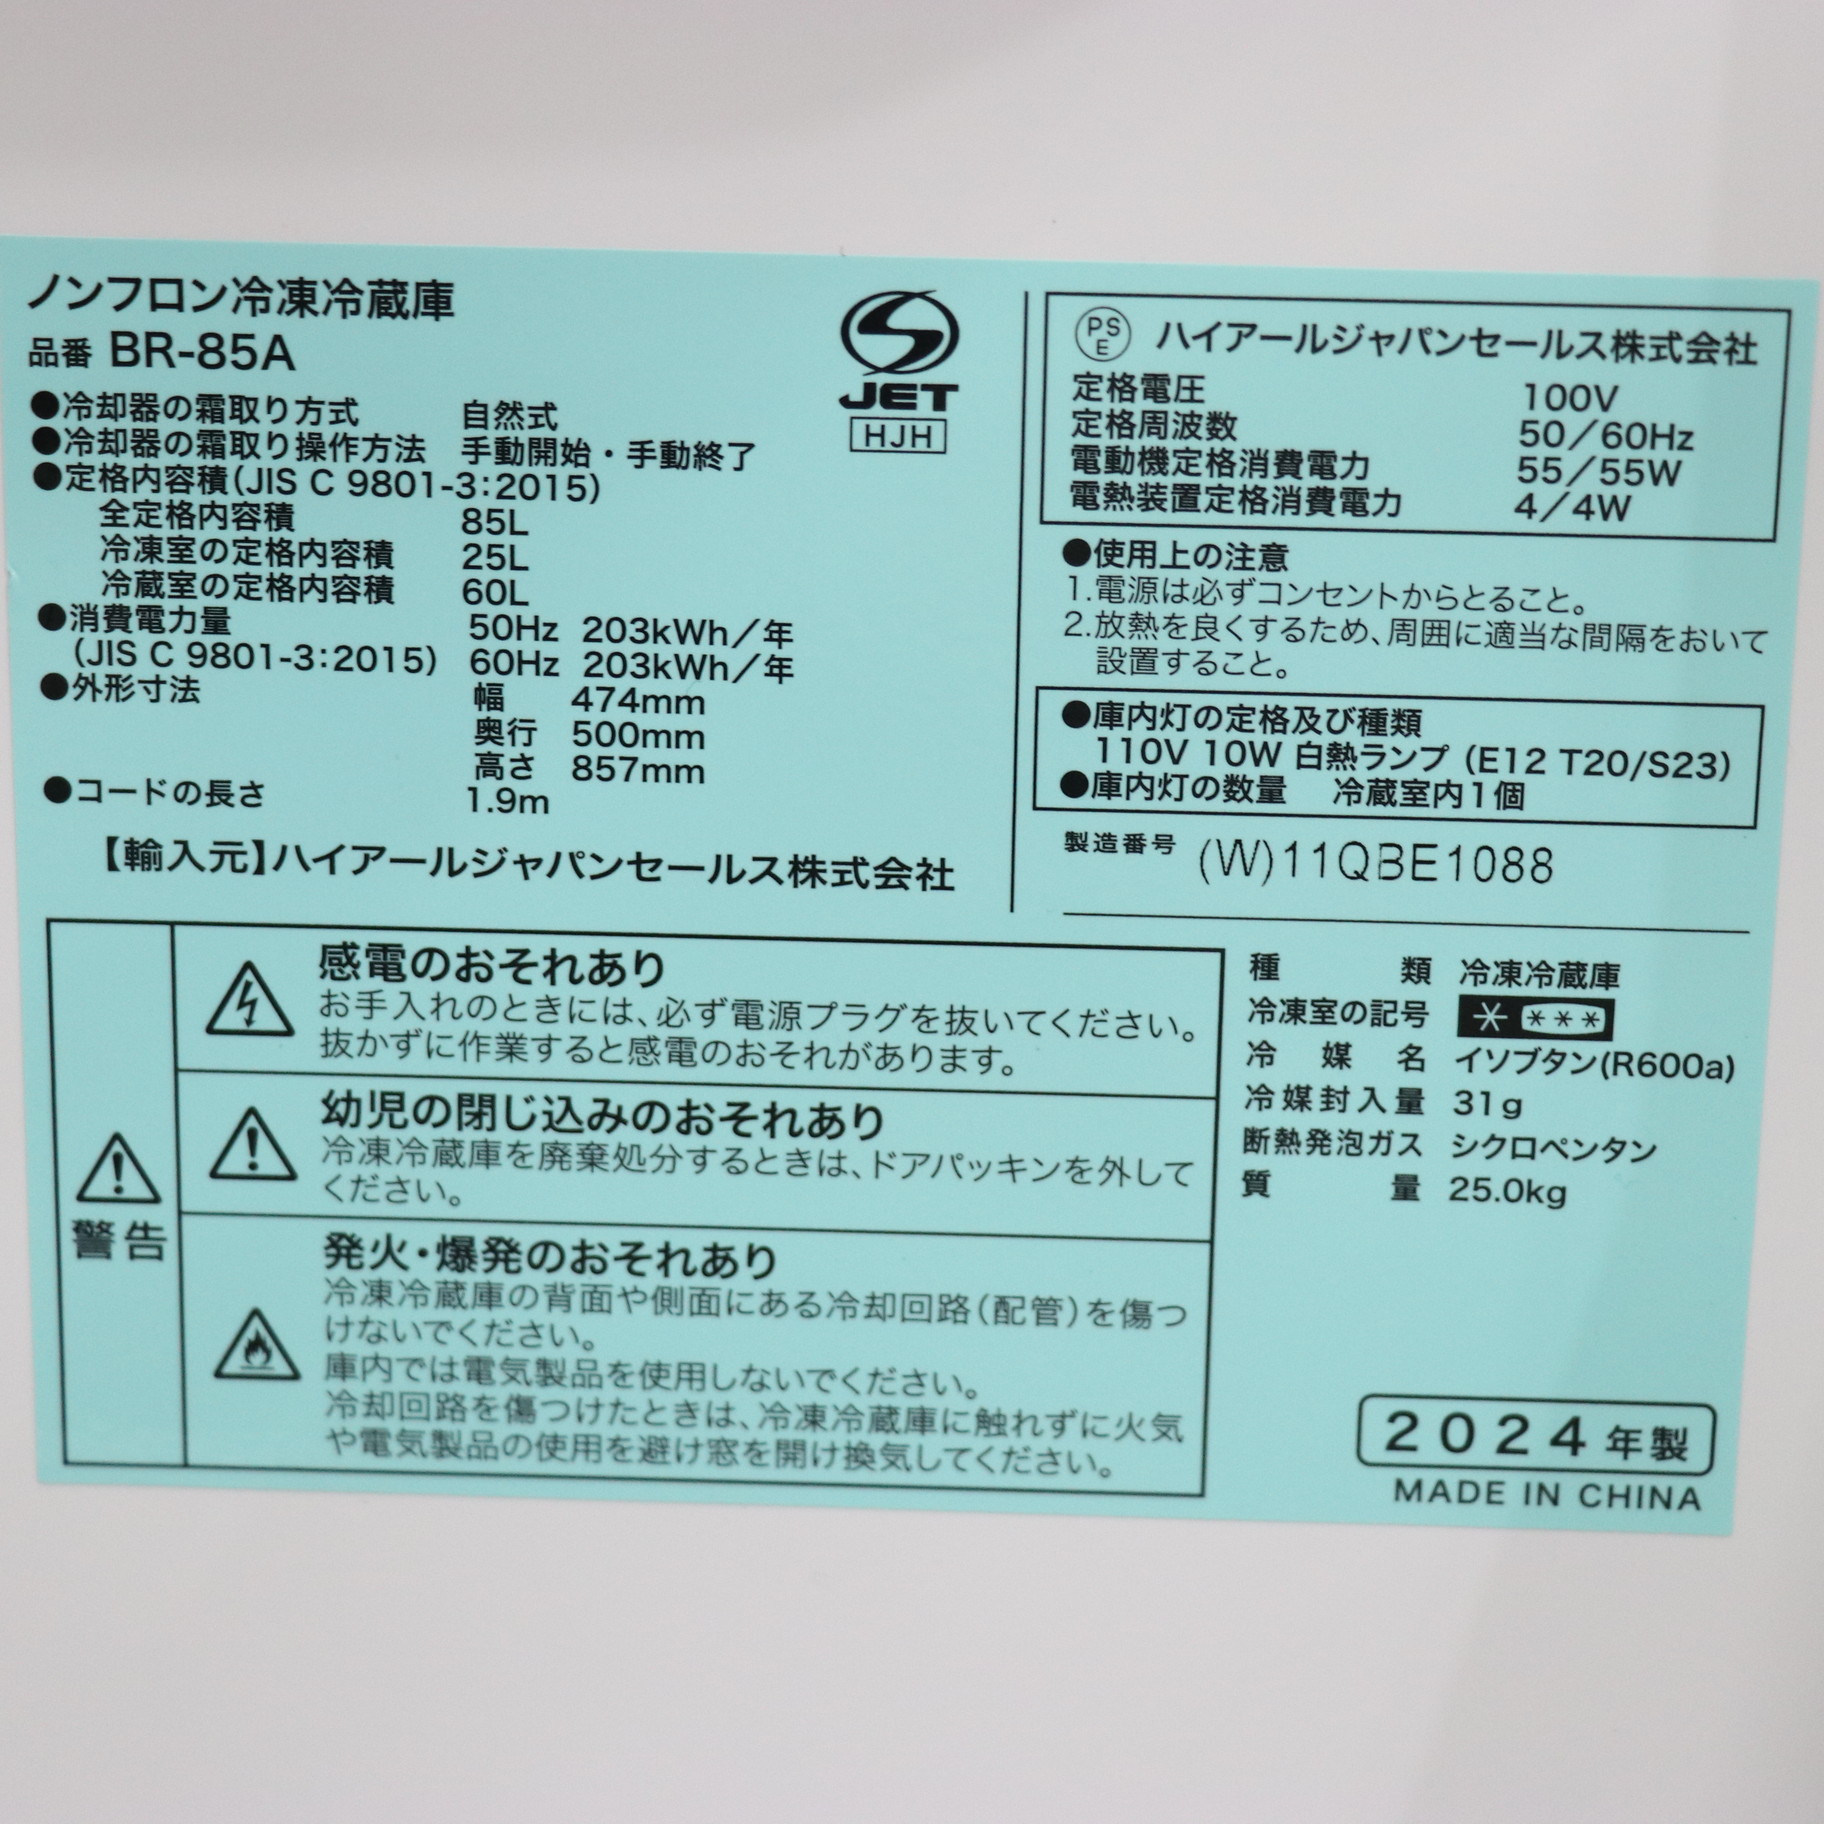 ノンフロン冷凍冷蔵庫
品番 BR-85A
●冷却器の霜取り方式 自然式
●冷却器の霜取り操作方法 手動開始・手動終了
●定格内容積(JIS C 9801-3:2015)
全定格内容積 85L
冷凍室の定格内容積 25L
冷蔵室の定格内容積 60L
●消費電力量 50Hz 203kWh／年
(JIS C 9801-3:2015) 60Hz 203kWh／年
●外形寸法 幅 474mm
奥行 500mm
高さ 857mm
●コードの長さ 1.9m
【輸入元】ハイアールジャパンセールス株式会社
JET
HJH
PS
E
ハイアールジャパンセールス株式会社
定格電圧 100V
定格周波数 50／60Hz
電動機定格消費電力 55／55W
電熱装置定格消費電力 4／4W
●使用上の注意
1.電源は必ずコンセントからとること。
2.放熱を良くするため、周囲に適当な間隔をおいて
設置すること。
●庫内灯の定格及び種類
110V 10W 白熱ランプ (E12 T20/S23)
●庫内灯の数量 冷蔵室内1個
製造番号 (W)11QBE1088
警告
感電のおそれあり
お手入れのときには、必ず電源プラグを抜いてください。
抜かずに作業すると感電のおそれがあります。
幼児の閉じ込みのおそれあり
冷凍冷蔵庫を廃棄処分するときは、ドアパッキンを外して
ください。
発火・爆発のおそれあり
冷凍冷蔵庫の背面や側面にある冷却回路(配管)を傷つ
けないでください。
庫内では電気製品を使用しないでください。
冷却回路を傷つけたときは、冷凍冷蔵庫に触れずに火気
や電気製品の使用を避け窓を開け換気してください。
種類 冷凍冷蔵庫
冷凍室の記号 * ***
冷媒名 イソブタン(R600a)
冷媒封入量 31g
断熱発泡ガス シクロペンタン
質量 25.0kg
2024年製
MADE IN CHINA